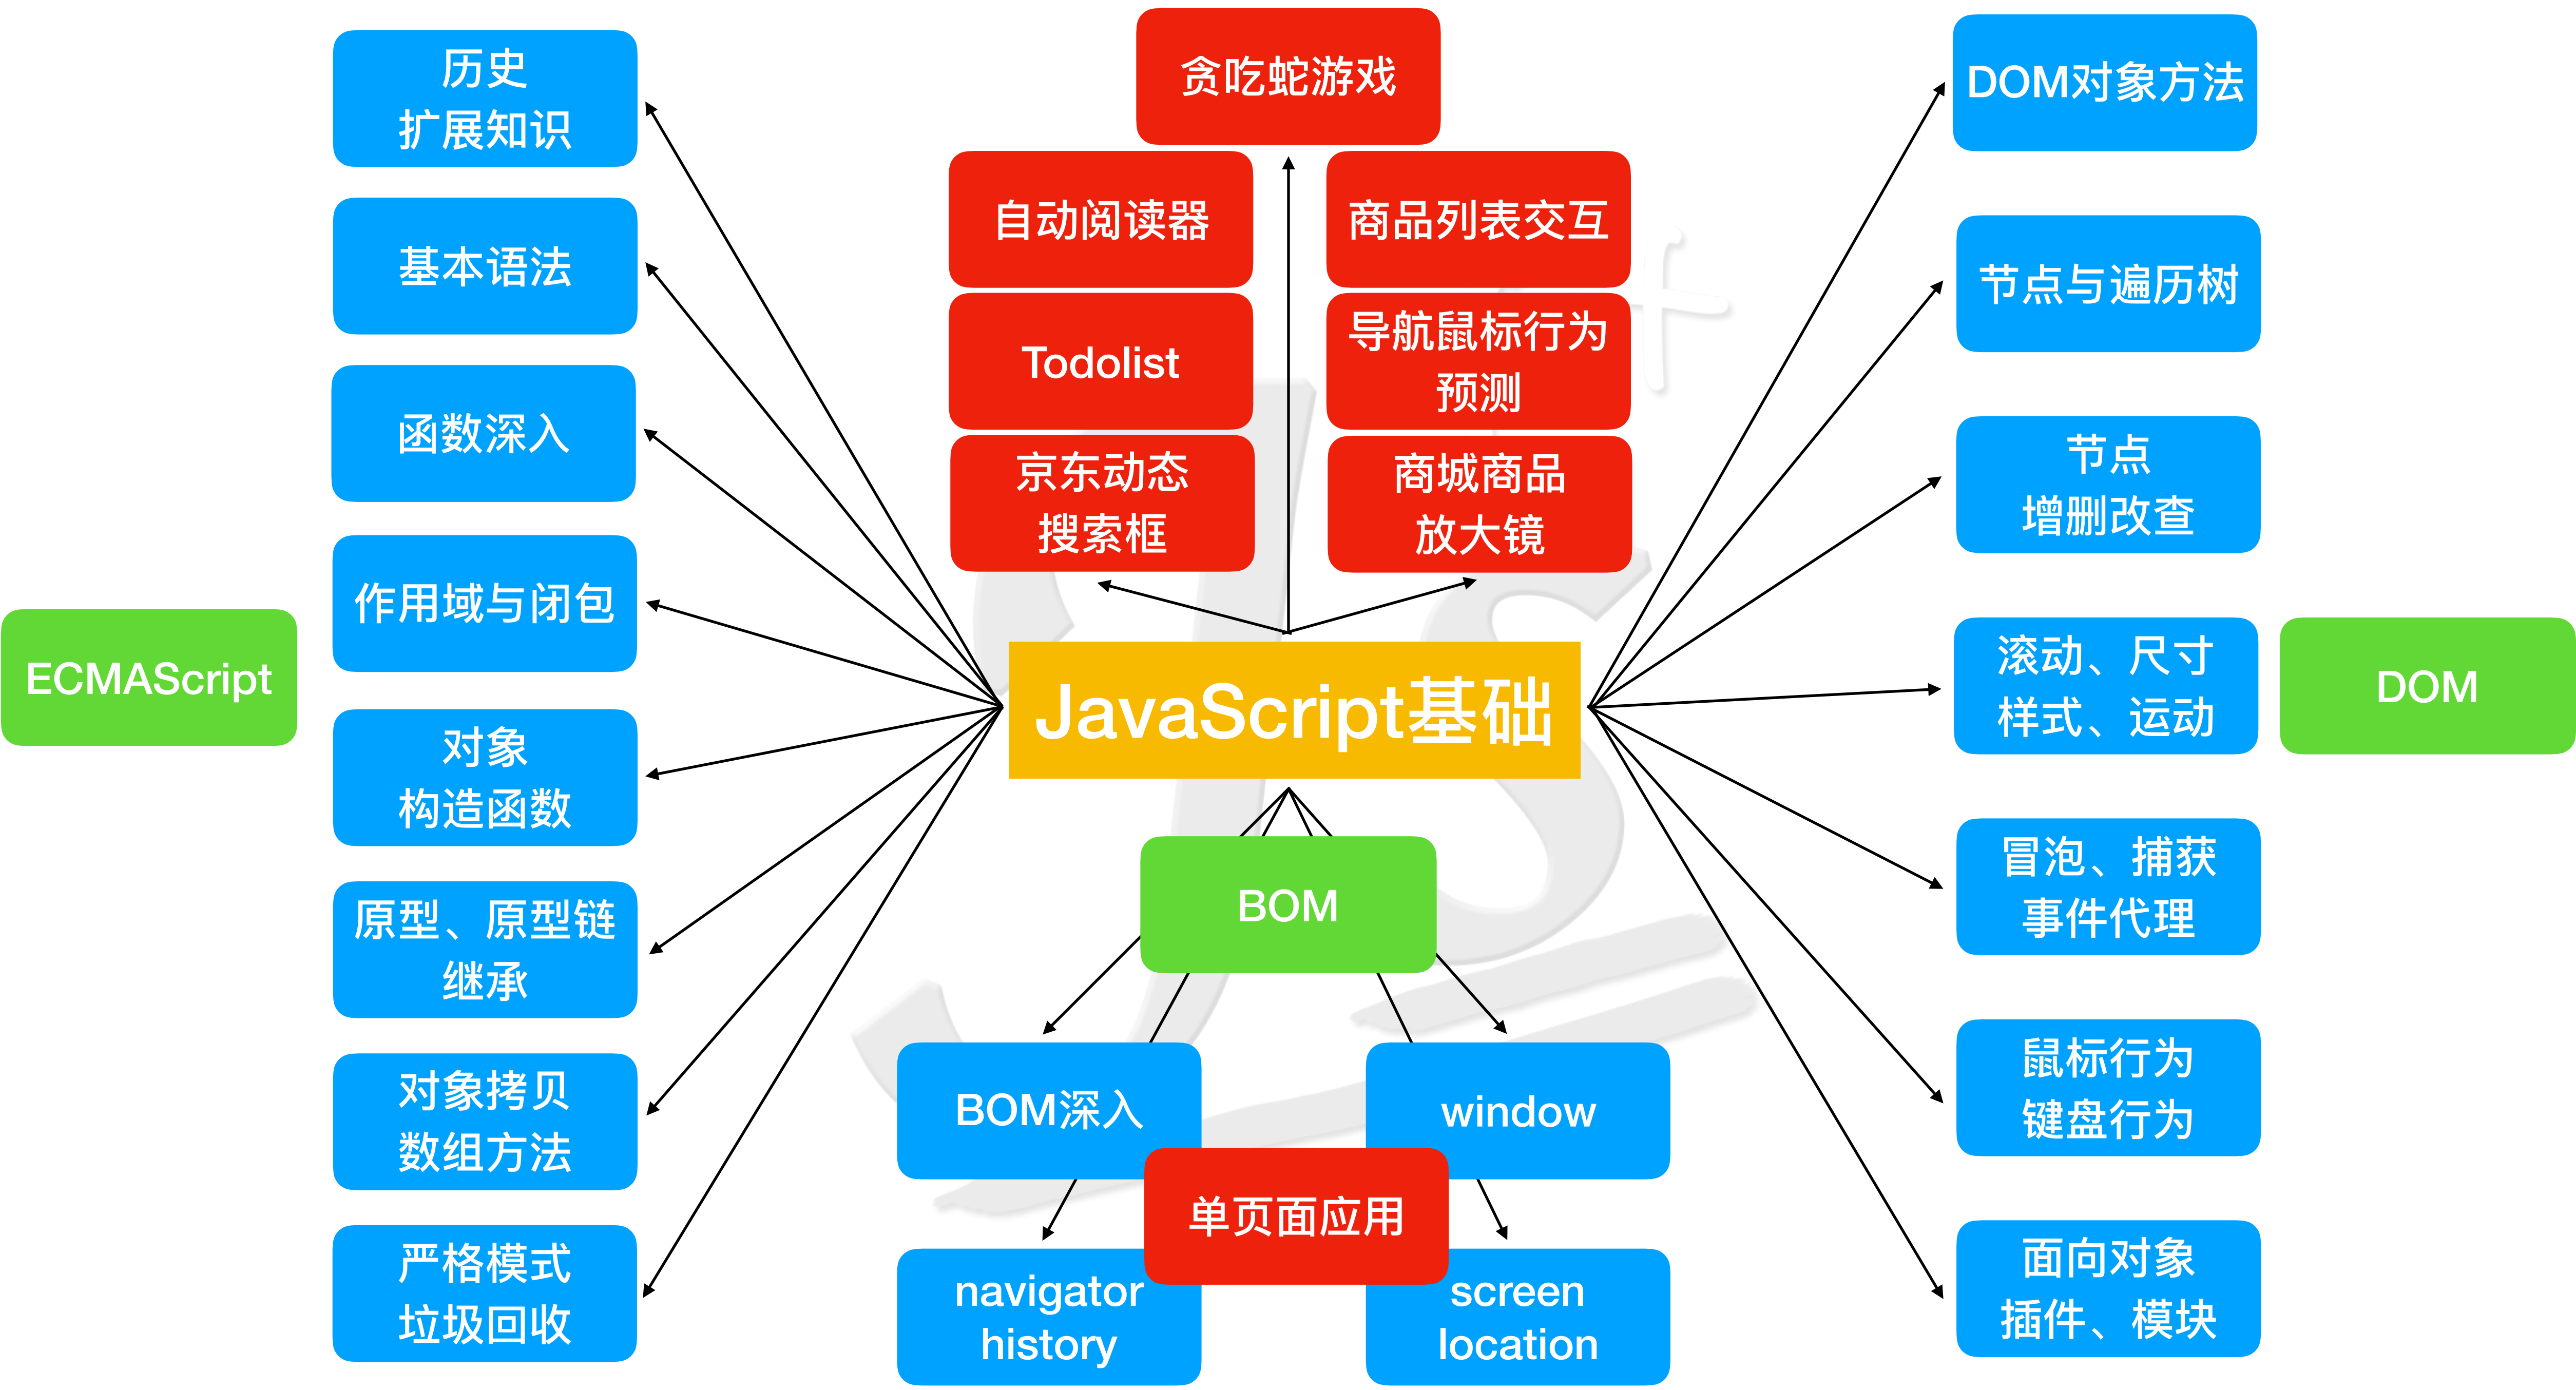 ECMAScript
历史
扩展知识
基本语法
函数深入
作用域与闭包
对象
构造函数
原型、原型链
继承
对象拷贝
数组方法
严格模式
垃圾回收
贪吃蛇游戏
自动阅读器
商品列表交互
Todolist
导航鼠标行为
预测
京东动态
搜索框
商城商品
放大镜
JavaScript基础
BOM
BOM深入
window
单页面应用
navigator
history
screen
location
DOM对象方法
节点与遍历树
节点
增删改查
滚动、尺寸
样式、运动
冒泡、捕获
事件代理
鼠标行为
键盘行为
面向对象
插件、模块
DOM